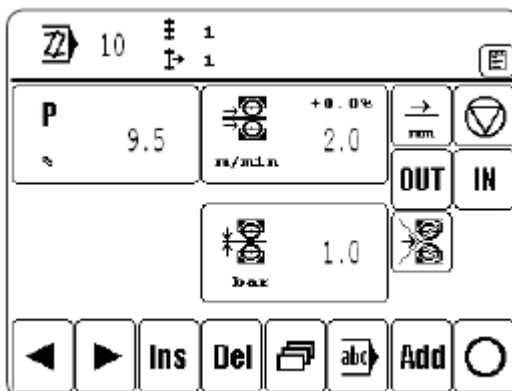 10 1
1
P
%
9.5
+0.0%
m/min 2.0
mm
OUT IN
bar 1.0
Ins Del abc Add